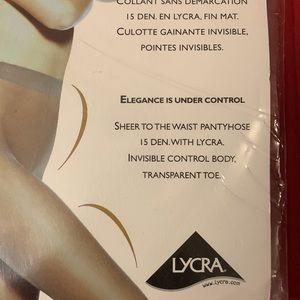 COLLANT SANS DÉMARCATION
15 DEN. EN LYCRA, FIN MAT.
CULOTTE GAINANTE INVISIBLE,
POINTES INVISIBLES.
ELEGANCE IS UNDER CONTROL
SHEER TO THE WAIST PANTYHOSE
15 DEN. WITH LYCRA.
INVISIBLE CONTROL BODY,
TRANSPARENT TOE.
LYCRA
www.lycra.com